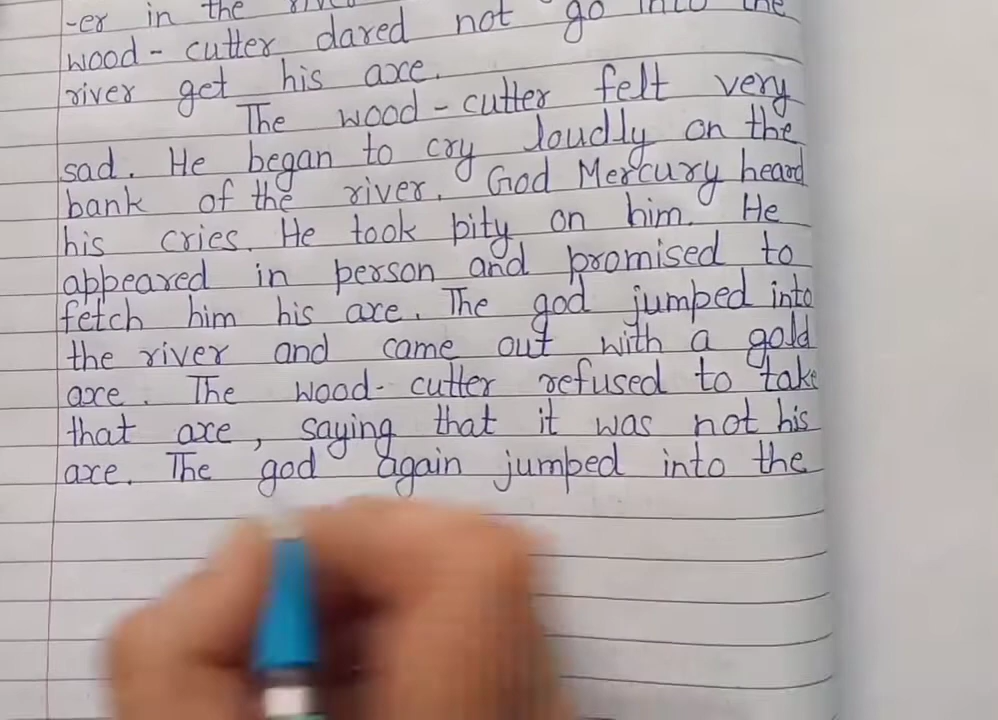 -er in the river
wood - cutter dared not go into the
river get his axe.
The wood - cutter felt very
sad. He began to cry loudly on the
bank of the river. God Mercury heard
his cries. He took pity on him. He
appeared in person and promised to
fetch him his axe. The god jumped into
the river and came out with a gold
axe. The wood- cutter refused to take
that axe, saying that it was not his
axe. The god again jumped into the